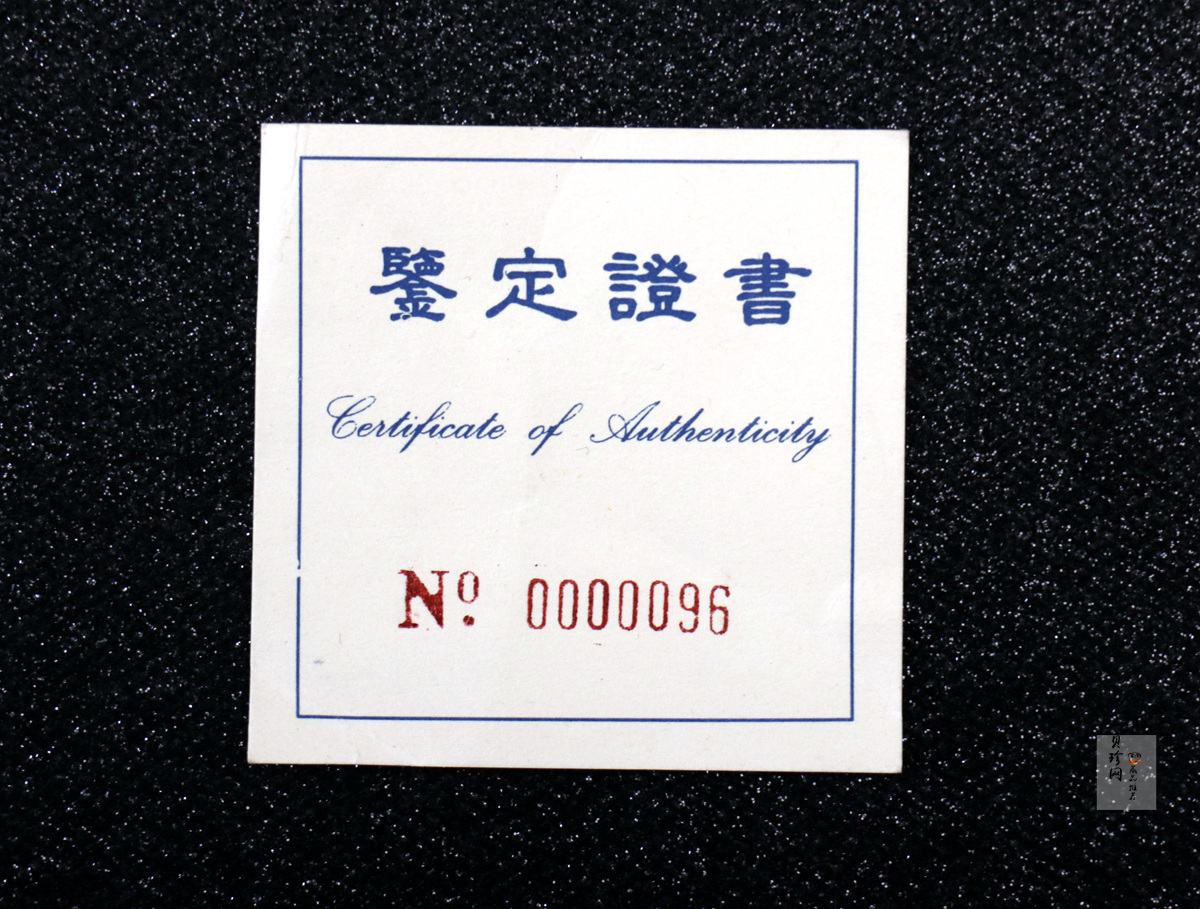 鑒定證書
Certificate of Authenticity
Nº 0000096